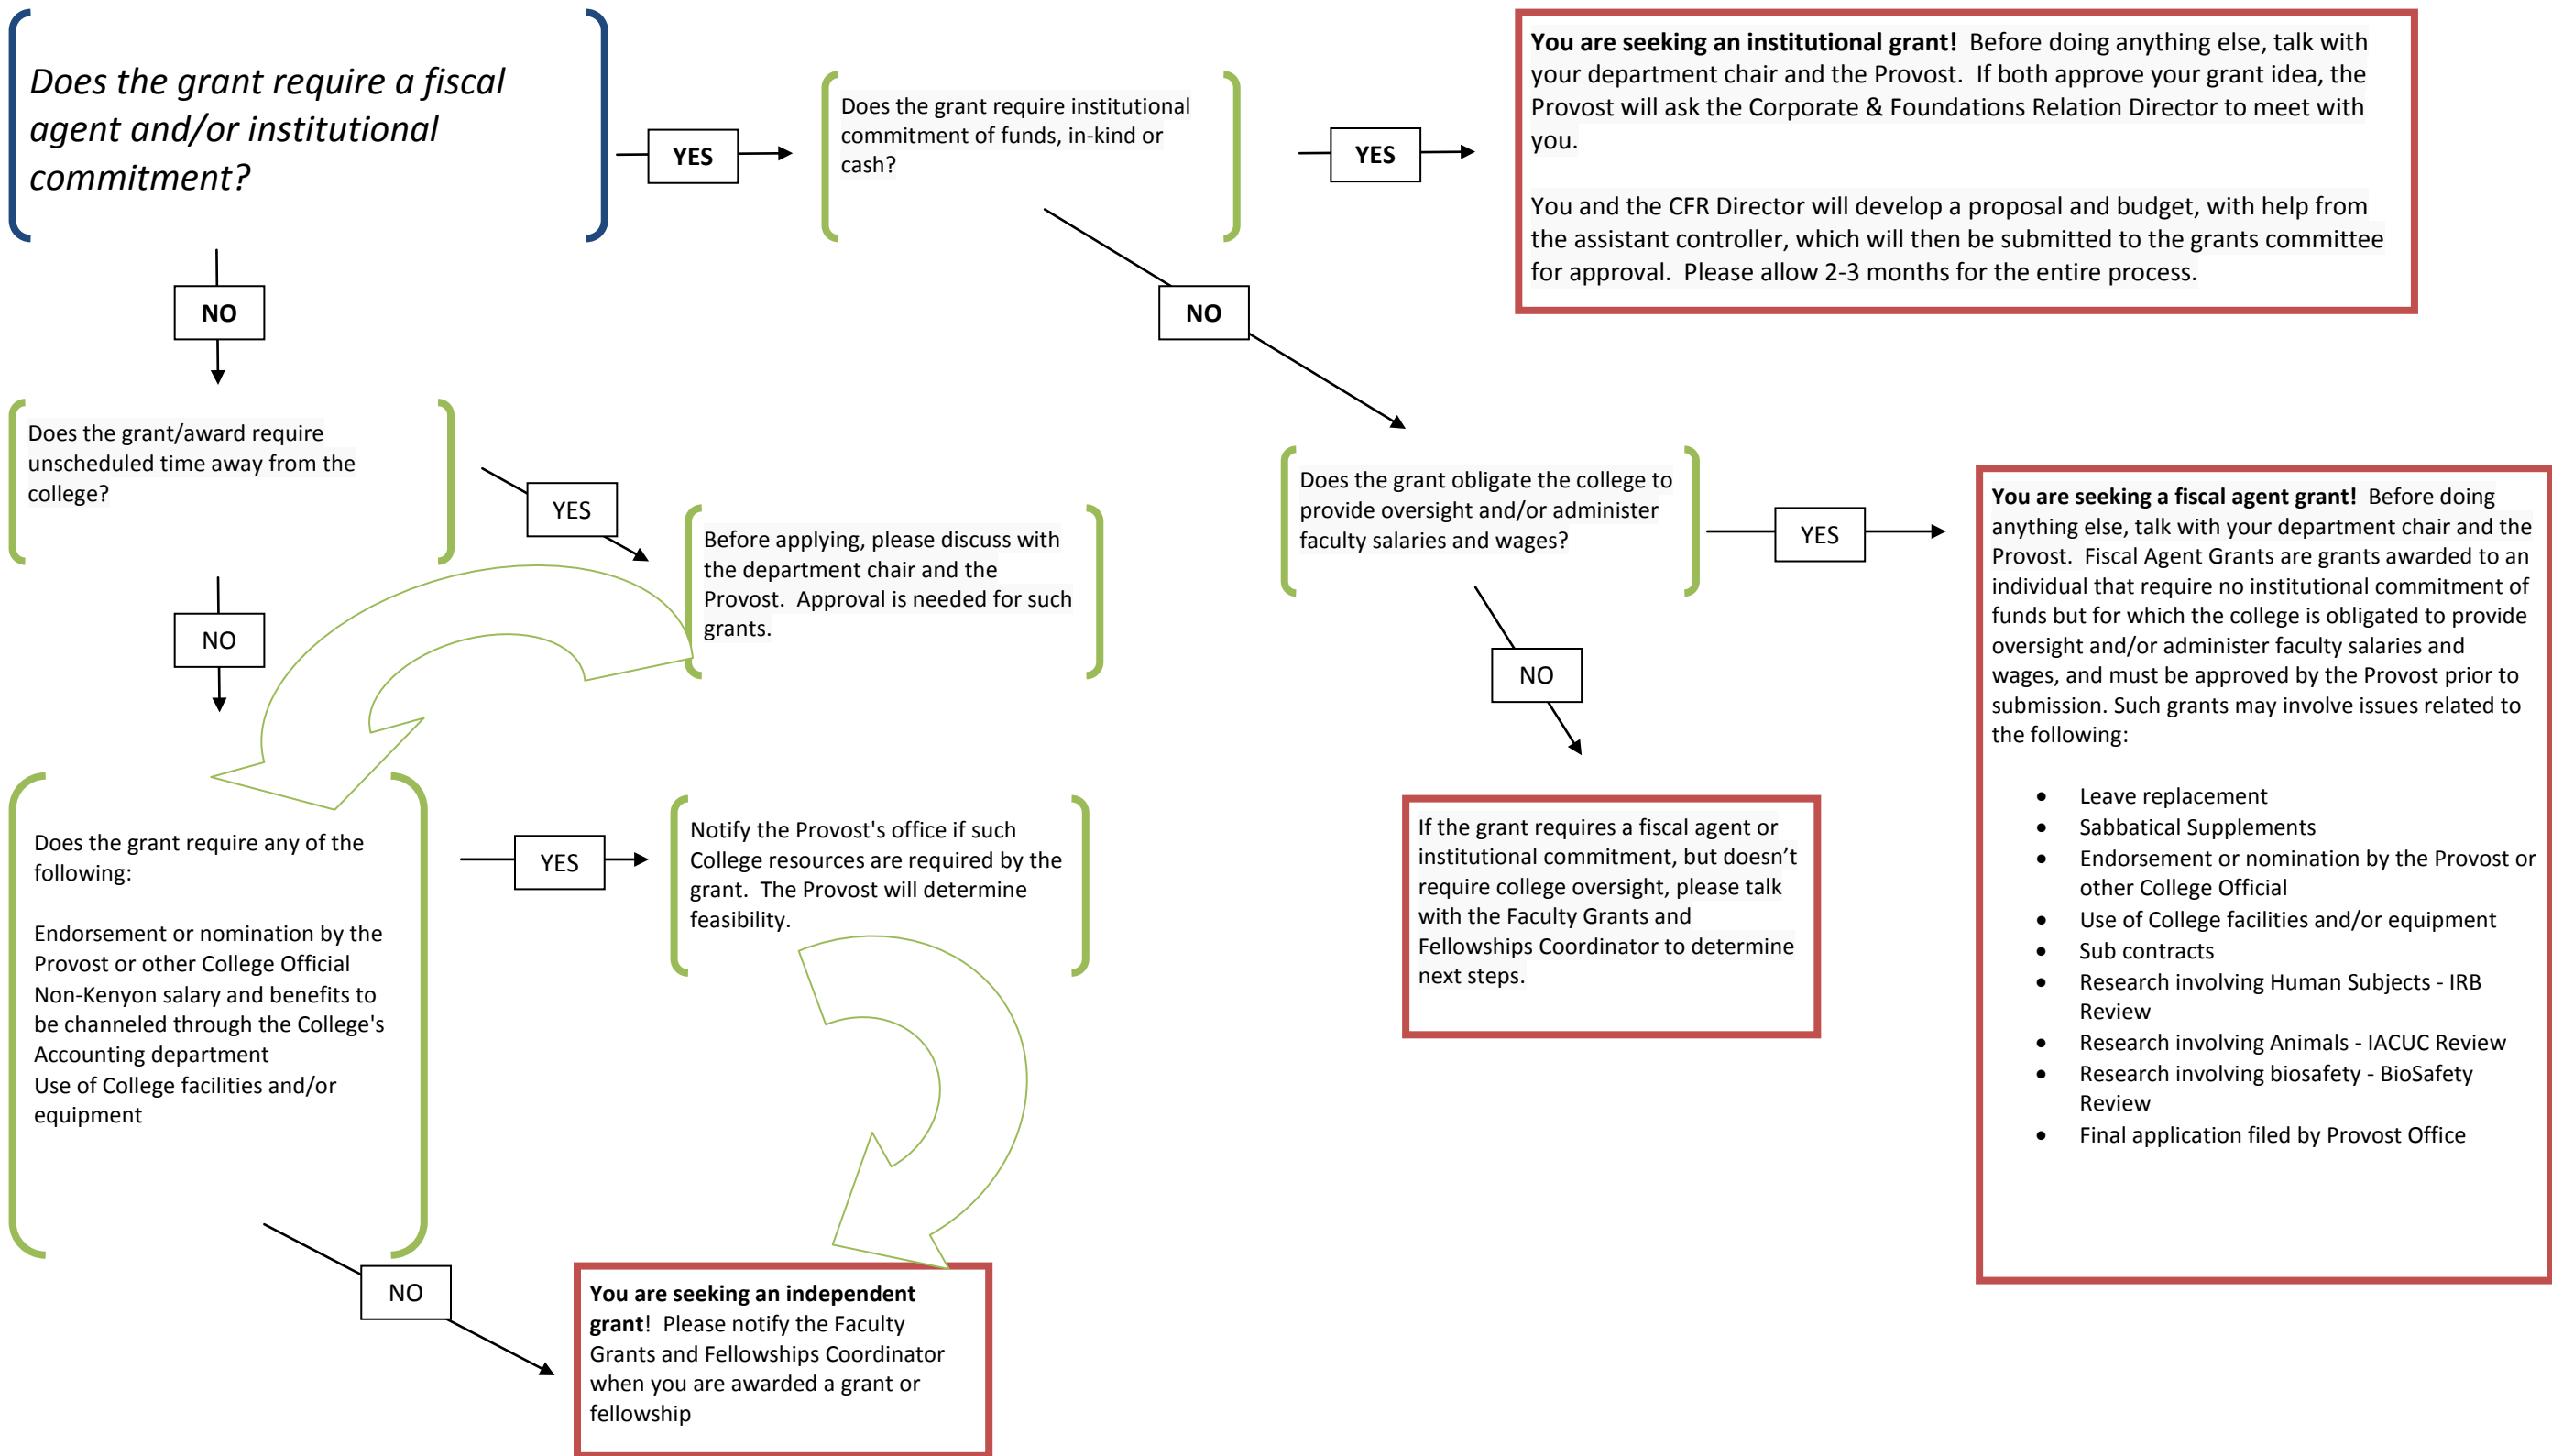 Does the grant require a fiscal
agent and/or institutional
commitment?
YES
Does the grant require institutional
commitment of funds, in-kind or
cash?
YES
You are seeking an institutional grant! Before doing anything else, talk with
your department chair and the Provost. If both approve your grant idea, the
Provost will ask the Corporate & Foundations Relation Director to meet with
you.
You and the CFR Director will develop a proposal and budget, with help from
the assistant controller, which will then be submitted to the grants committee
for approval. Please allow 2-3 months for the entire process.
NO
NO
Does the grant/award require
unscheduled time away from the
college?
YES
Before applying, please discuss with
the department chair and the
Provost. Approval is needed for such
grants.
NO
Does the grant obligate the college to
provide oversight and/or administer
faculty salaries and wages?
YES
You are seeking a fiscal agent grant! Before doing
anything else, talk with your department chair and the
Provost. Fiscal Agent Grants are grants awarded to an
individual that require no institutional commitment of
funds but for which the college is obligated to provide
oversight and/or administer faculty salaries and
wages, and must be approved by the Provost prior to
submission. Such grants may involve issues related to
the following:
• Leave replacement
• Sabbatical Supplements
• Endorsement or nomination by the Provost or
other College Official
• Use of College facilities and/or equipment
• Sub contracts
• Research involving Human Subjects - IRB
Review
• Research involving Animals - IACUC Review
• Research involving biosafety - BioSafety
Review
• Final application filed by Provost Office
NO
If the grant requires a fiscal agent or
institutional commitment, but doesn’t
require college oversight, please talk
with the Faculty Grants and
Fellowships Coordinator to determine
next steps.
Does the grant require any of the
following:
Endorsement or nomination by the
Provost or other College Official
Non-Kenyon salary and benefits to
be channeled through the College's
Accounting department
Use of College facilities and/or
equipment
YES
Notify the Provost's office if such
College resources are required by the
grant. The Provost will determine
feasibility.
NO
You are seeking an independent
grant! Please notify the Faculty
Grants and Fellowships Coordinator
when you are awarded a grant or
fellowship